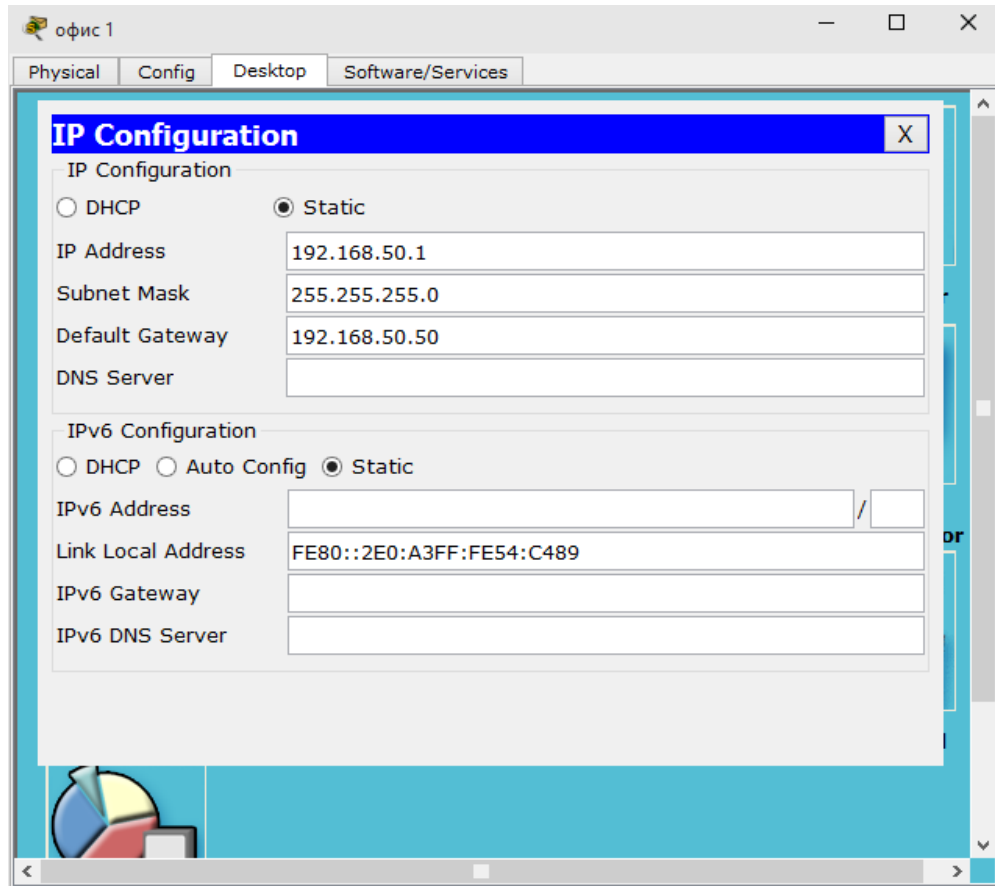 офис 1
Physical Config Desktop Software/Services
IP Configuration X
IP Configuration
DHCP Static
IP Address 192.168.50.1
Subnet Mask 255.255.255.0
Default Gateway 192.168.50.50
DNS Server
IPv6 Configuration
DHCP Auto Config Static
IPv6 Address /
Link Local Address FE80::2E0:A3FF:FE54:C489
or
IPv6 Gateway
IPv6 DNS Server